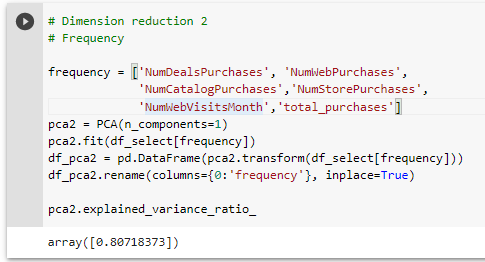 # Dimension reduction 2
# Frequency
frequency = ['NumDealsPurchases', 'NumWebPurchases',
'NumCatalogPurchases','NumStorePurchases',
'NumWebVisitsMonth','total_purchases']
pca2 = PCA(n_components=1)
pca2.fit(df_select[frequency])
df_pca2 = pd.DataFrame(pca2.transform(df_select[frequency]))
df_pca2.rename(columns={0:'frequency'}, inplace=True)
pca2.explained_variance_ratio_
array([0.80718373])